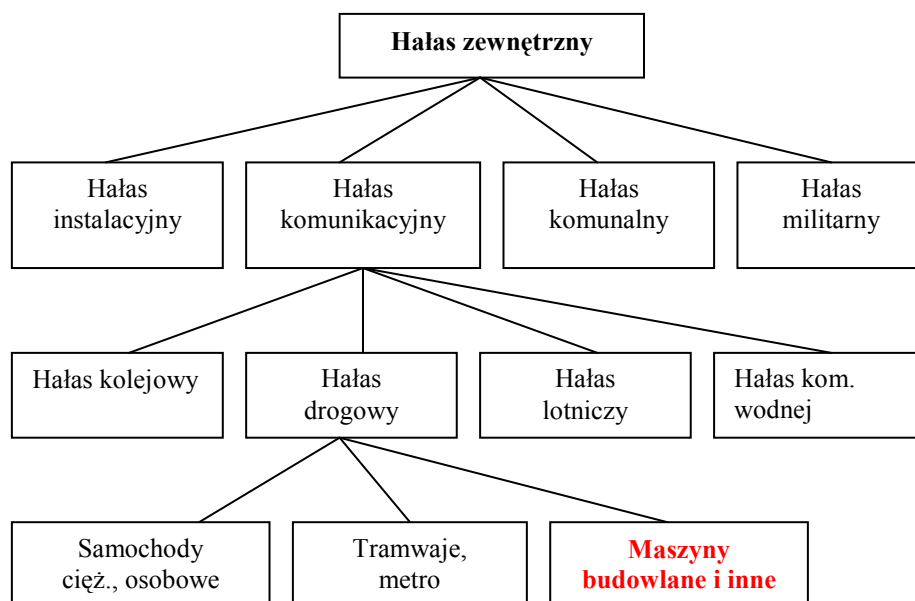 Hałas zewnętrzny
Hałas
instalacyjny
Hałas
komunikacyjny
Hałas
komunalny
Hałas
militarny
Hałas kolejowy
Hałas
drogowy
Hałas
lotniczy
Hałas kom.
wodnej
Samochody
cięż., osobowe
Tramwaje,
metro
Maszyny
budowlane i inne